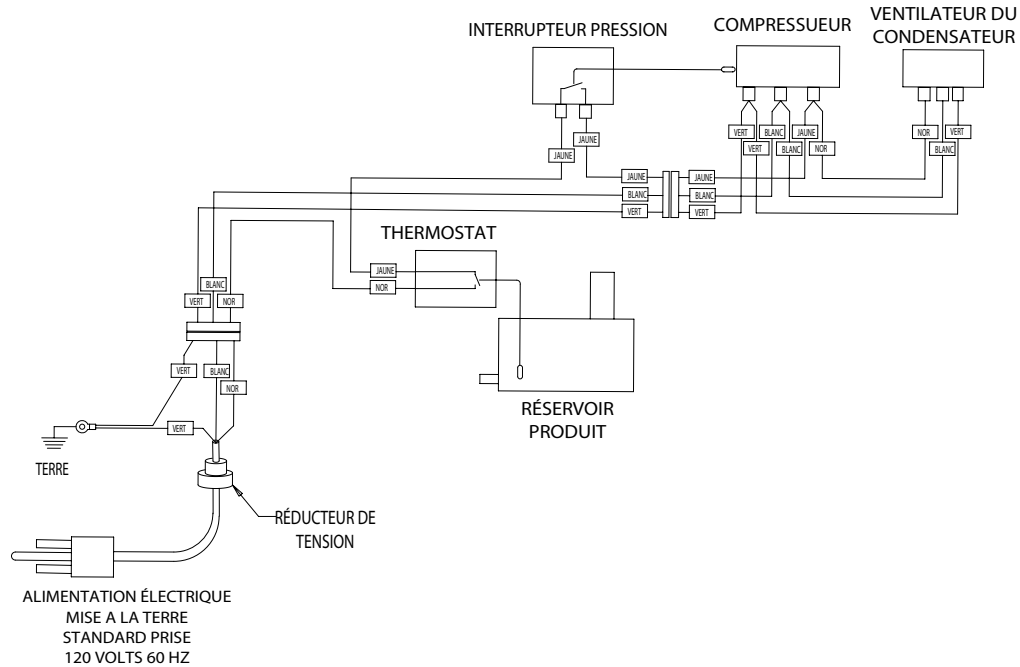 INTERRUPTEUR PRESSION
COMPRESSUEUR
VENTILATEUR DU
CONDENSATEUR
JAUNE
JAUNE
VERT
VERT
BLANC
BLANC
JAUNE
NOR
NOR
BLANC
VERT
JAUNE
BLANC
VERT
JAUNE
BLANC
VERT
THERMOSTAT
JAUNE
NOR
BLANC
VERT
NOR
VERT
BLANC
NOR
VERT
TERRE
RÉSERVOIR
PRODUIT
RÉDUCTEUR DE
TENSION
ALIMENTATION ÉLECTRIQUE
MISE A LA TERRE
STANDARD PRISE
120 VOLTS 60 HZ